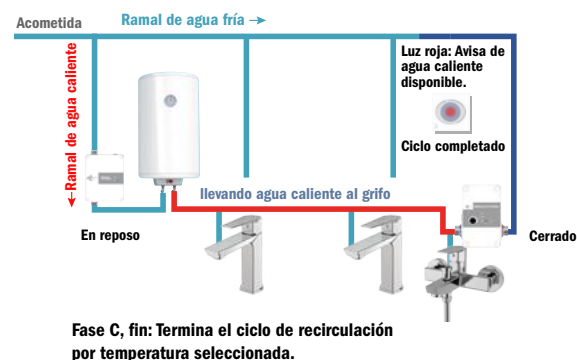 Acometida
Ramal de agua fría →
←Ramal de agua caliente
Luz roja: Avisa de
agua caliente
disponible.
Ciclo completado
llevando agua caliente al grifo
En reposo
Cerrado
Fase C, fin: Termina el ciclo de recirculación
por temperatura seleccionada.